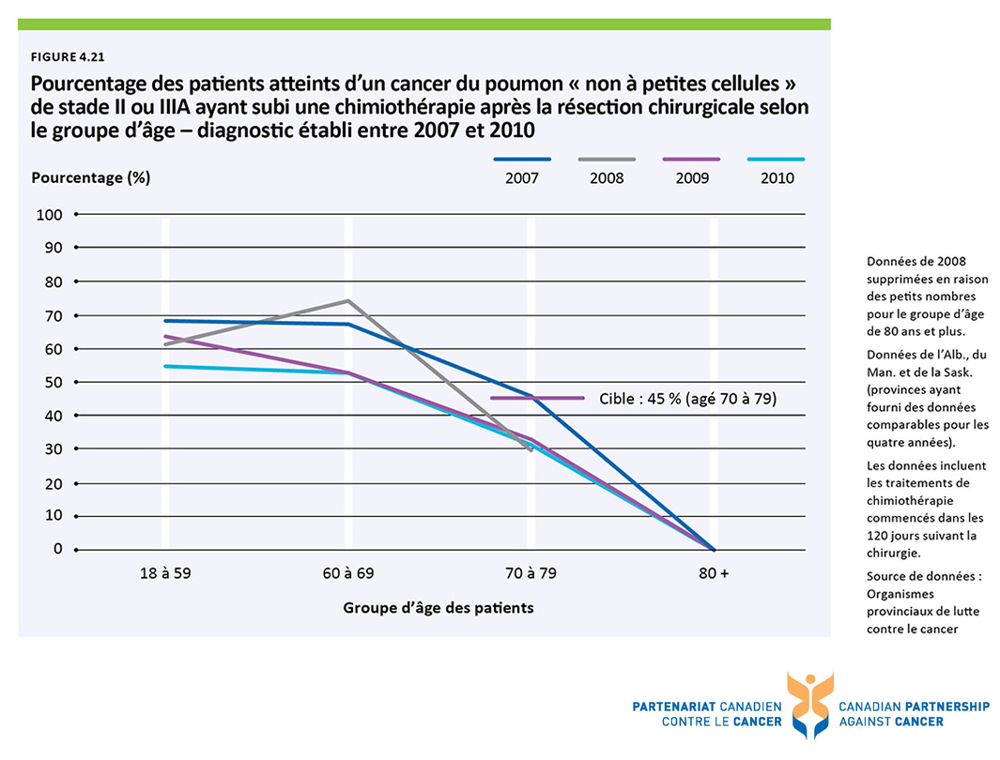 FIGURE 4.21
Pourcentage des patients atteints d’un cancer du poumon « non à petites cellules »
de stade II ou IIIA ayant subi une chimiothérapie après la résection chirurgicale selon
le groupe d’âge – diagnostic établi entre 2007 et 2010
Pourcentage (%)
2007 2008 2009 2010
100
90
80
70
60
50
40
30
20
10
0
Cible : 45 % (agé 70 à 79)
18 à 59 60 à 69 70 à 79 80 +
Groupe d’âge des patients
Données de 2008
supprimées en raison
des petits nombres
pour le groupe d’âge
de 80 ans et plus.
Données de l’Alb., du
Man. et de la Sask.
(provinces ayant
fourni des données
comparables pour les
quatre années).
Les données incluent
les traitements de
chimiothérapie
commencés dans les
120 jours suivant la
chirurgie.
Source de données :
Organismes
provinciaux de lutte
contre le cancer
PARTENARIAT CANADIEN
CONTRE LE CANCER
CANADIAN PARTNERSHIP
AGAINST CANCER